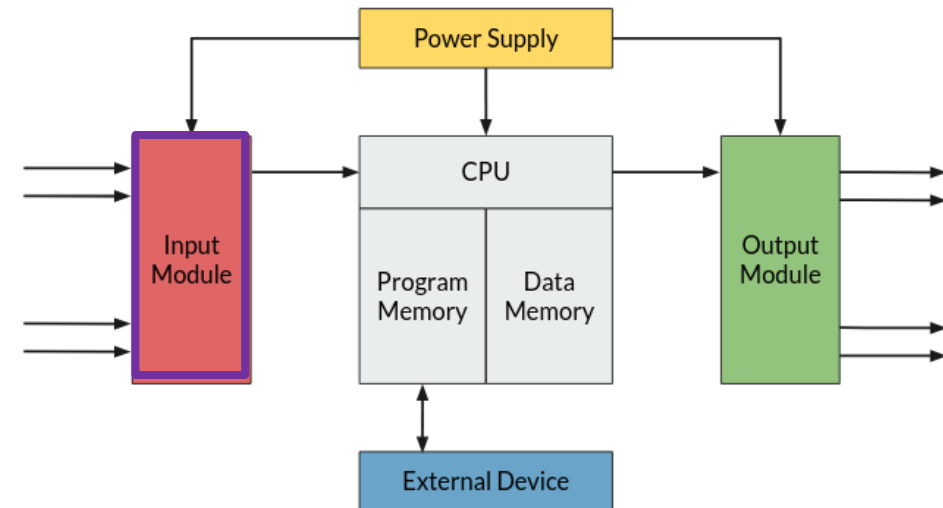 Power Supply
CPU
Input
Module
Program
Memory
Data
Memory
Output
Module
External Device